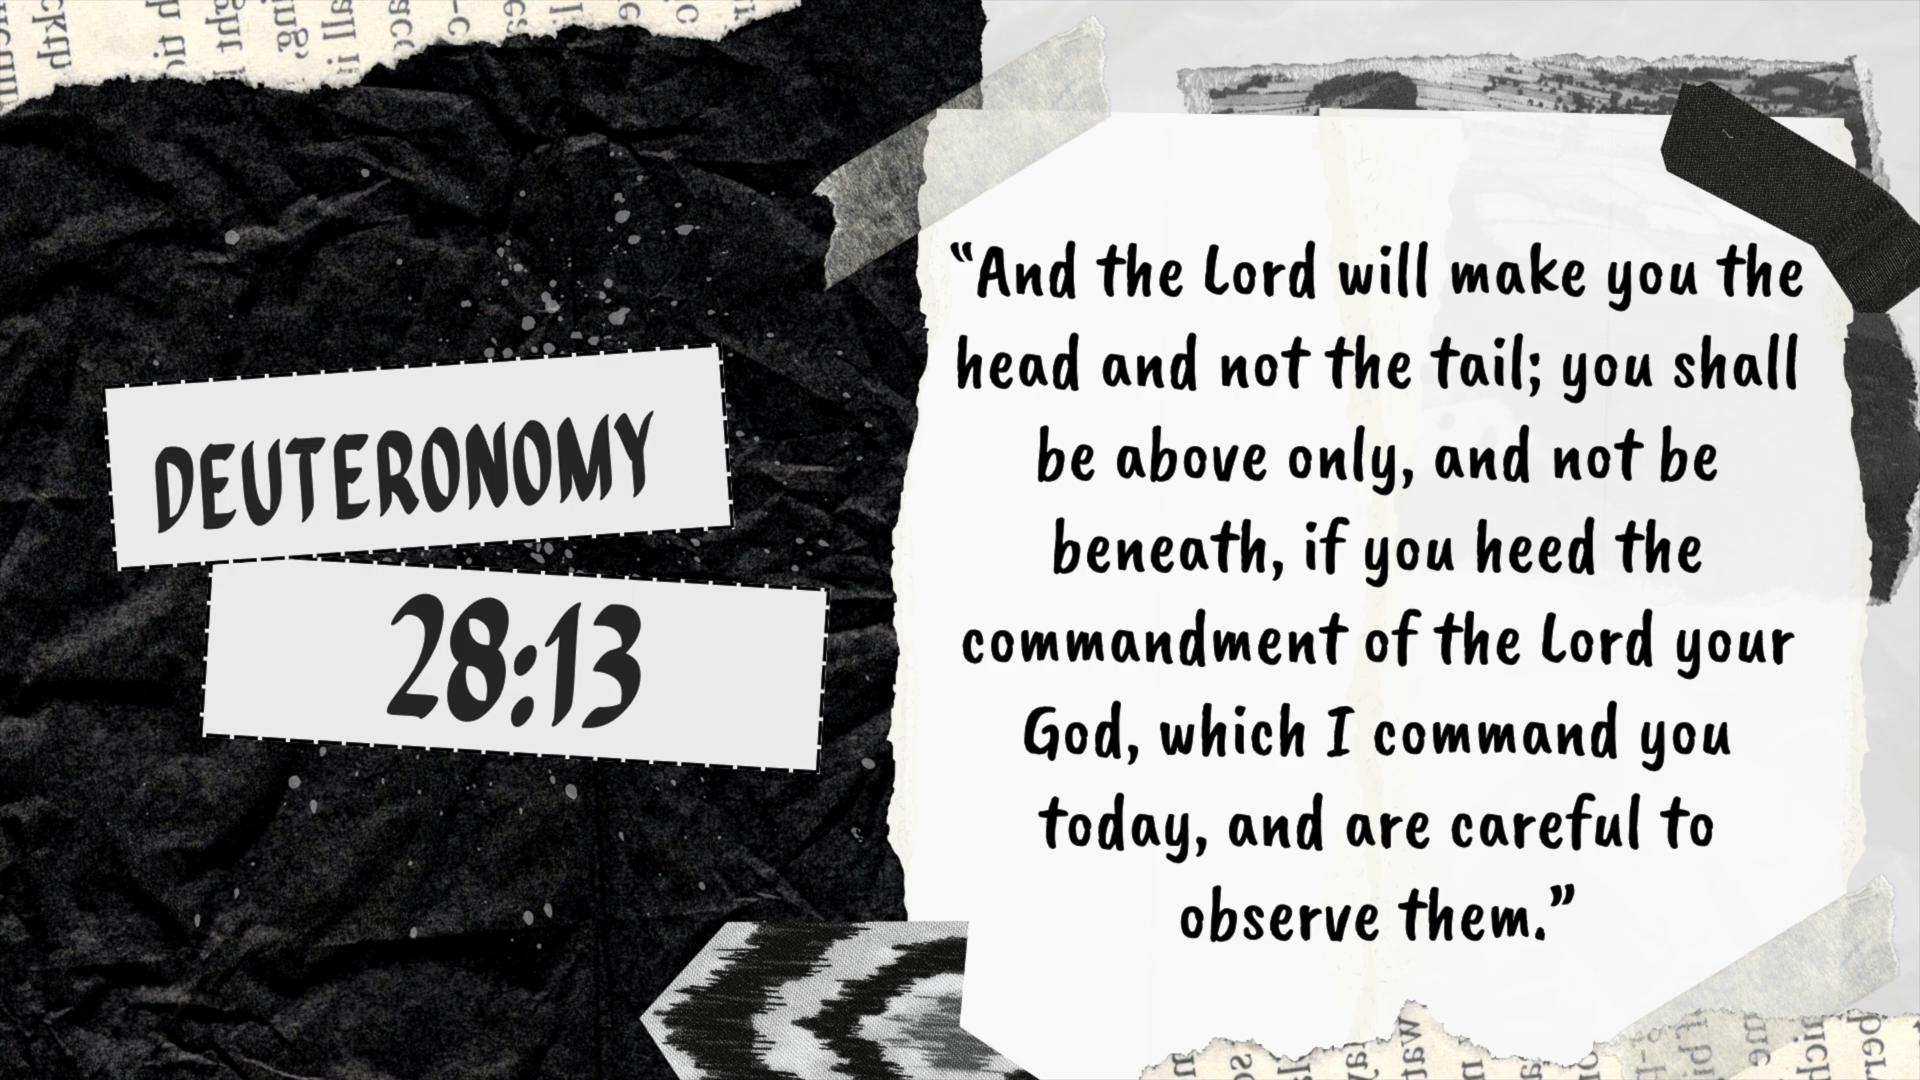 DEUTERONOMY
28:13
“And the Lord will make you the
head and not the tail; you shall
be above only, and not be
beneath, if you heed the
commandment of the Lord your
God, which I command you
today, and are careful to
observe them.”